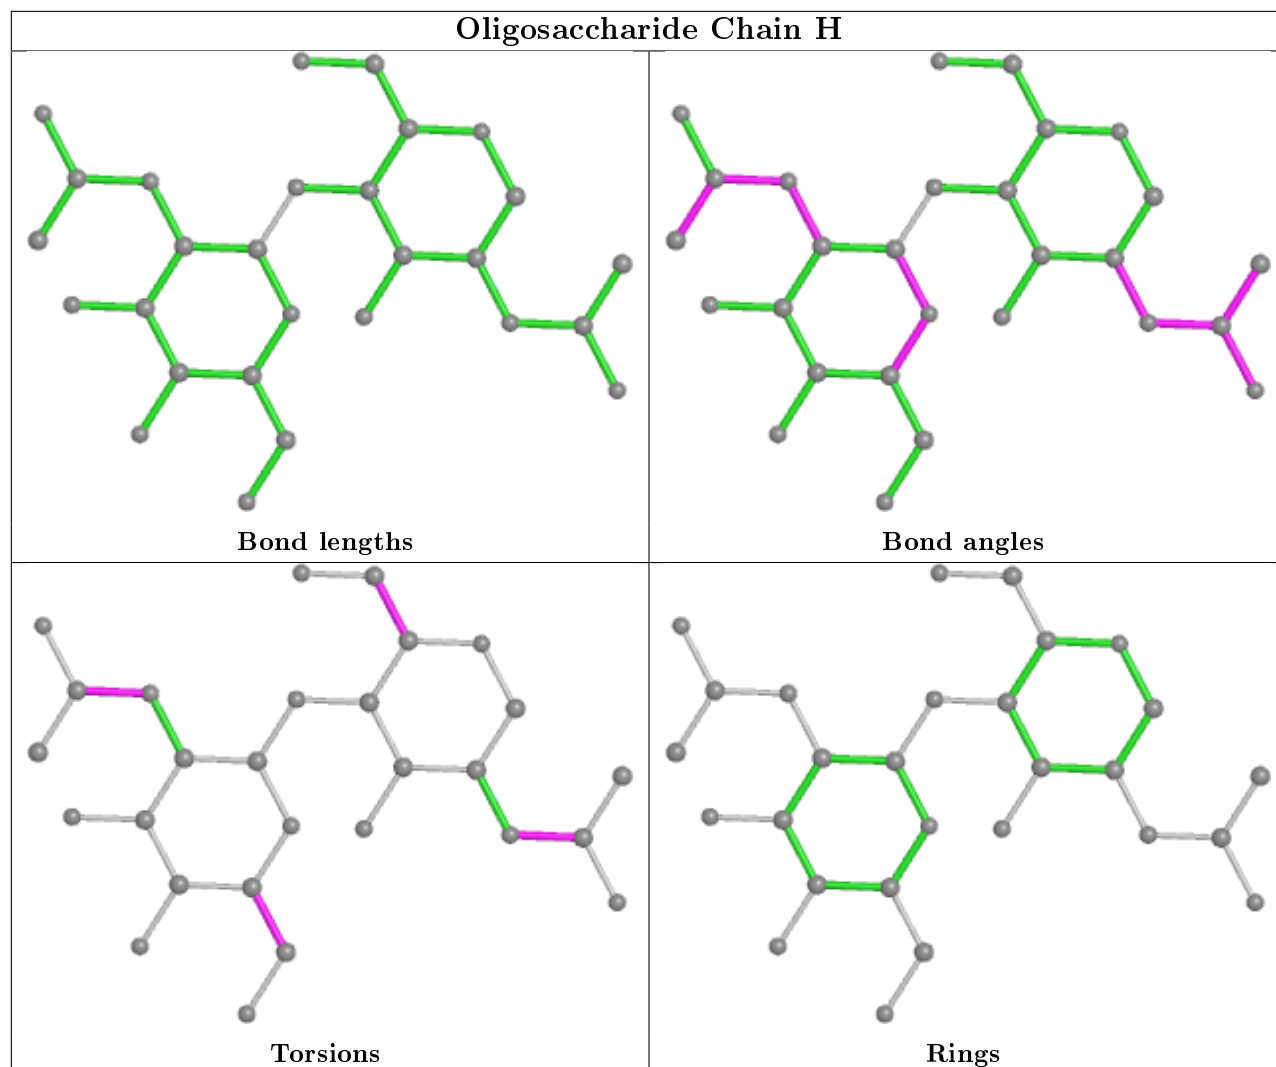 Oligosaccharide Chain H
Bond lengths
Bond angles
Torsions
Rings